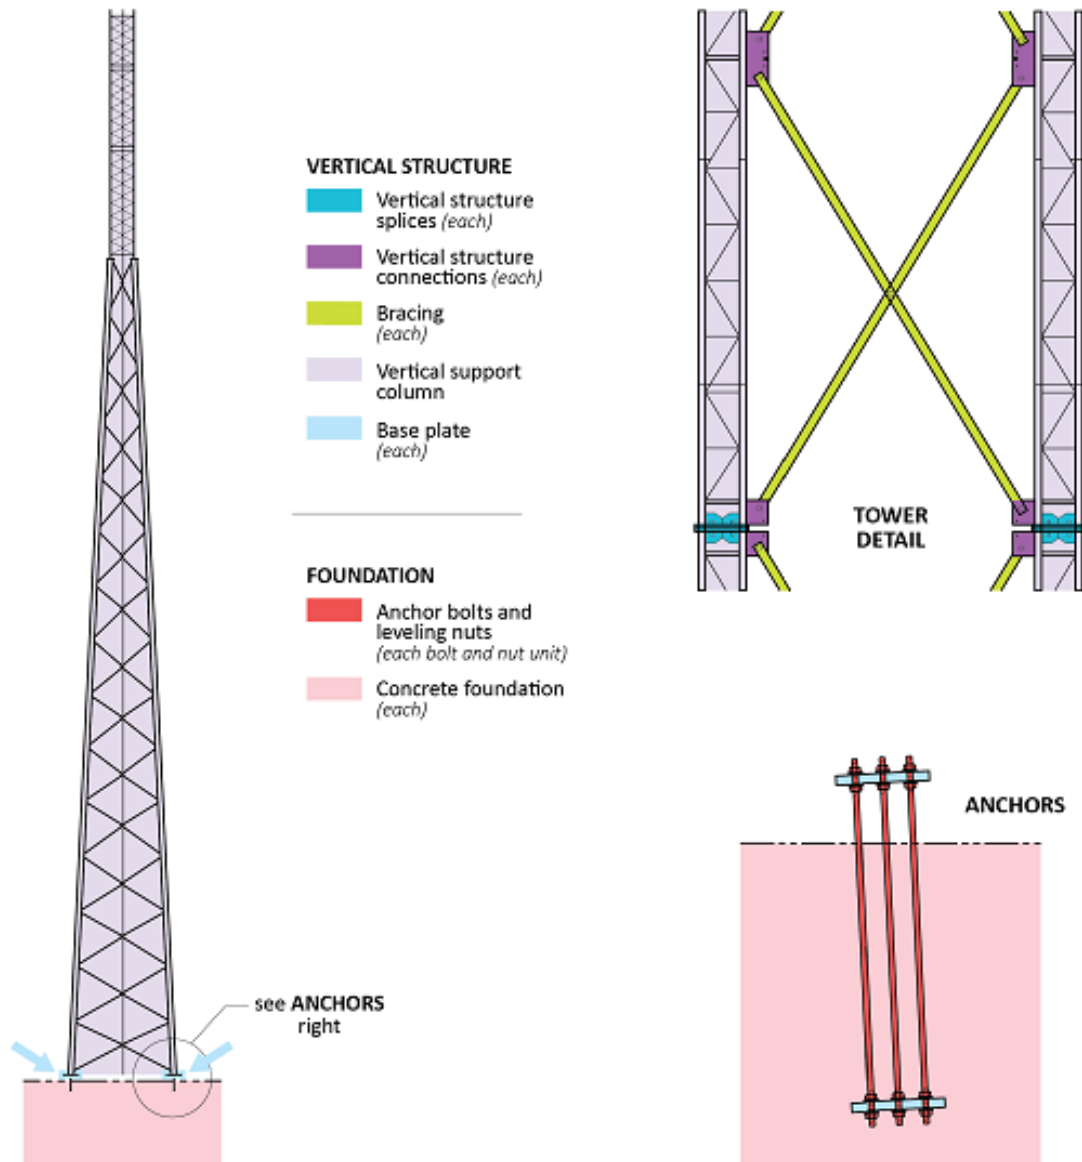 VERTICAL STRUCTURE
Vertical structure
splices (each)
Vertical structure
connections (each)
Bracing
(each)
Vertical support
column
Base plate
(each)
FOUNDATION
Anchor bolts and
leveling nuts
(each bolt and nut unit)
Concrete foundation
(each)
see ANCHORS
right
TOWER
DETAIL
ANCHORS